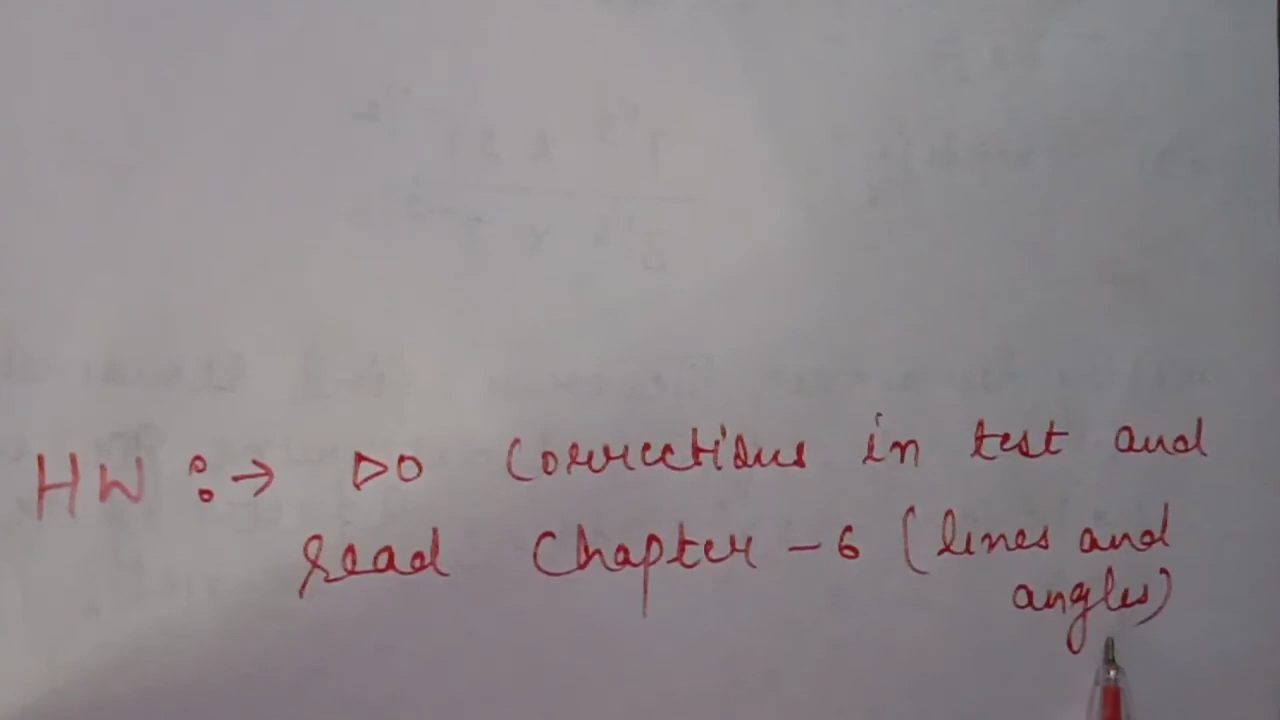 HW :→ DO Corrections in test and
read Chapter - 6 (lines and
angles)